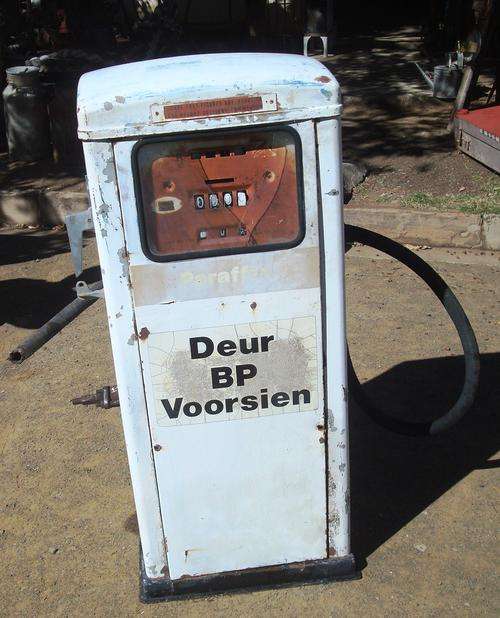 Paraffin
Deur
BP
Voorsien